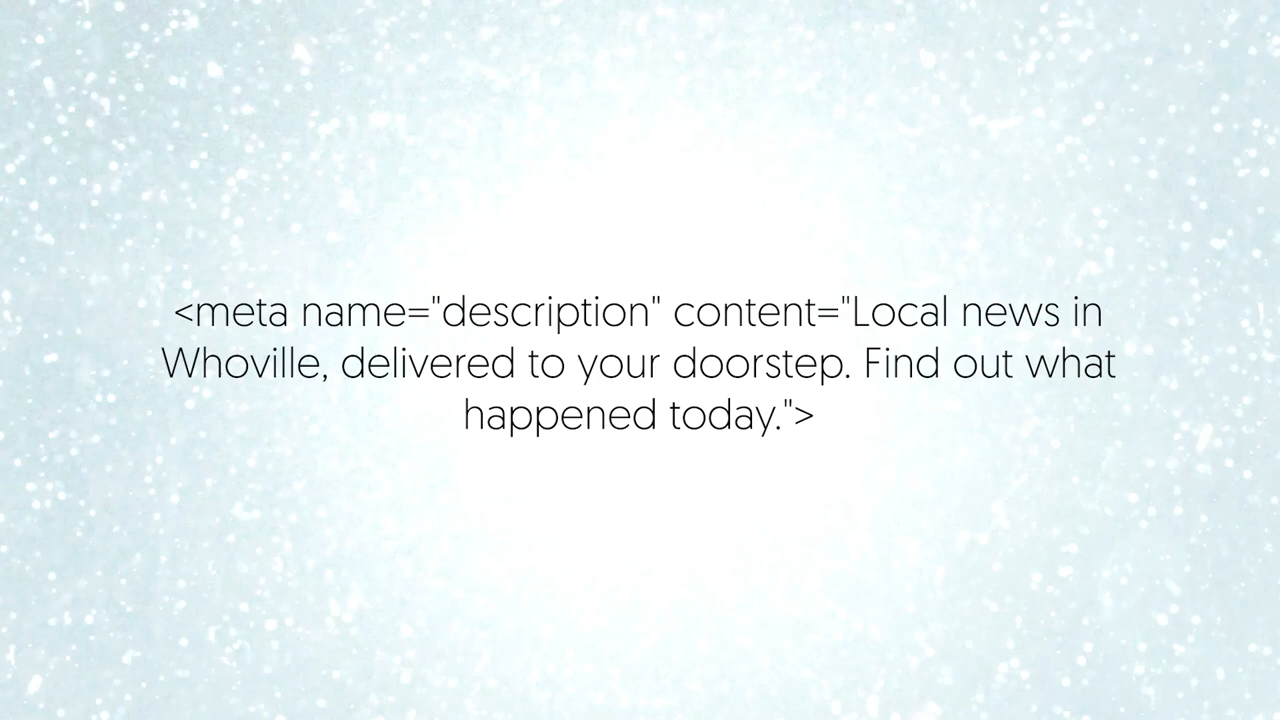 <meta name="description" content="Local news in
Whoville, delivered to your doorstep. Find out what
happened today.">